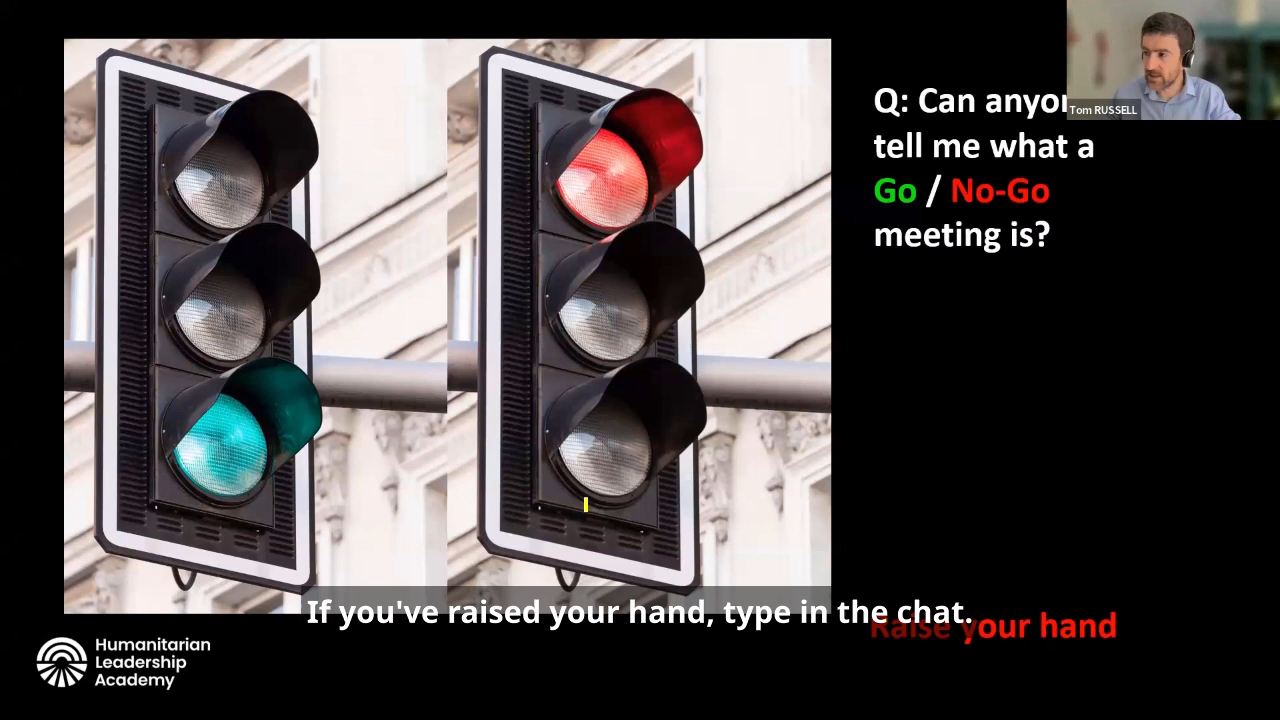 Q: Can anyo
Tom RUSSELL
tell me what a
Go / No-Go
meeting is?
If you've raised your hand, type in the chat.
Raise your hand
Humanitarian
Leadership
Academy